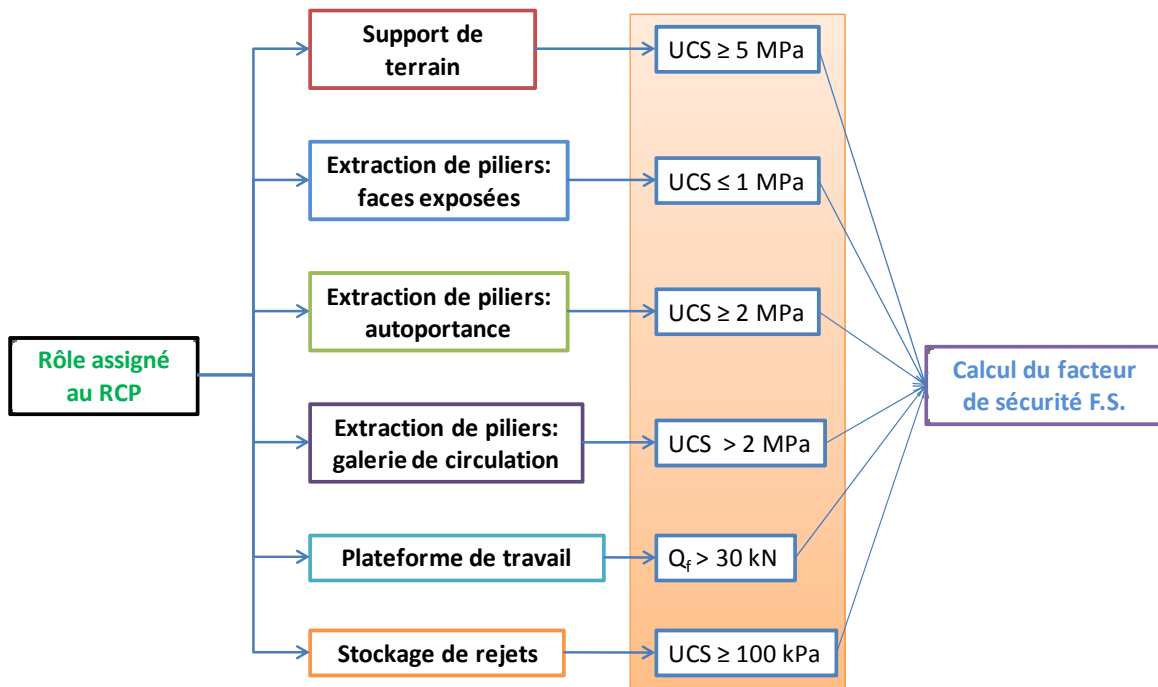 Support de
terrain
UCS ≥ 5 MPa
Extraction de piliers:
faces exposées
UCS ≤ 1 MPa
Extraction de piliers:
autoportance
UCS ≥ 2 MPa
Rôle assigné
au RCP
Calcul du facteur
de sécurité F.S.
Extraction de piliers:
galerie de circulation
UCS > 2 MPa
Plateforme de travail
Qf > 30 kN
Stockage de rejets
UCS ≥ 100 kPa